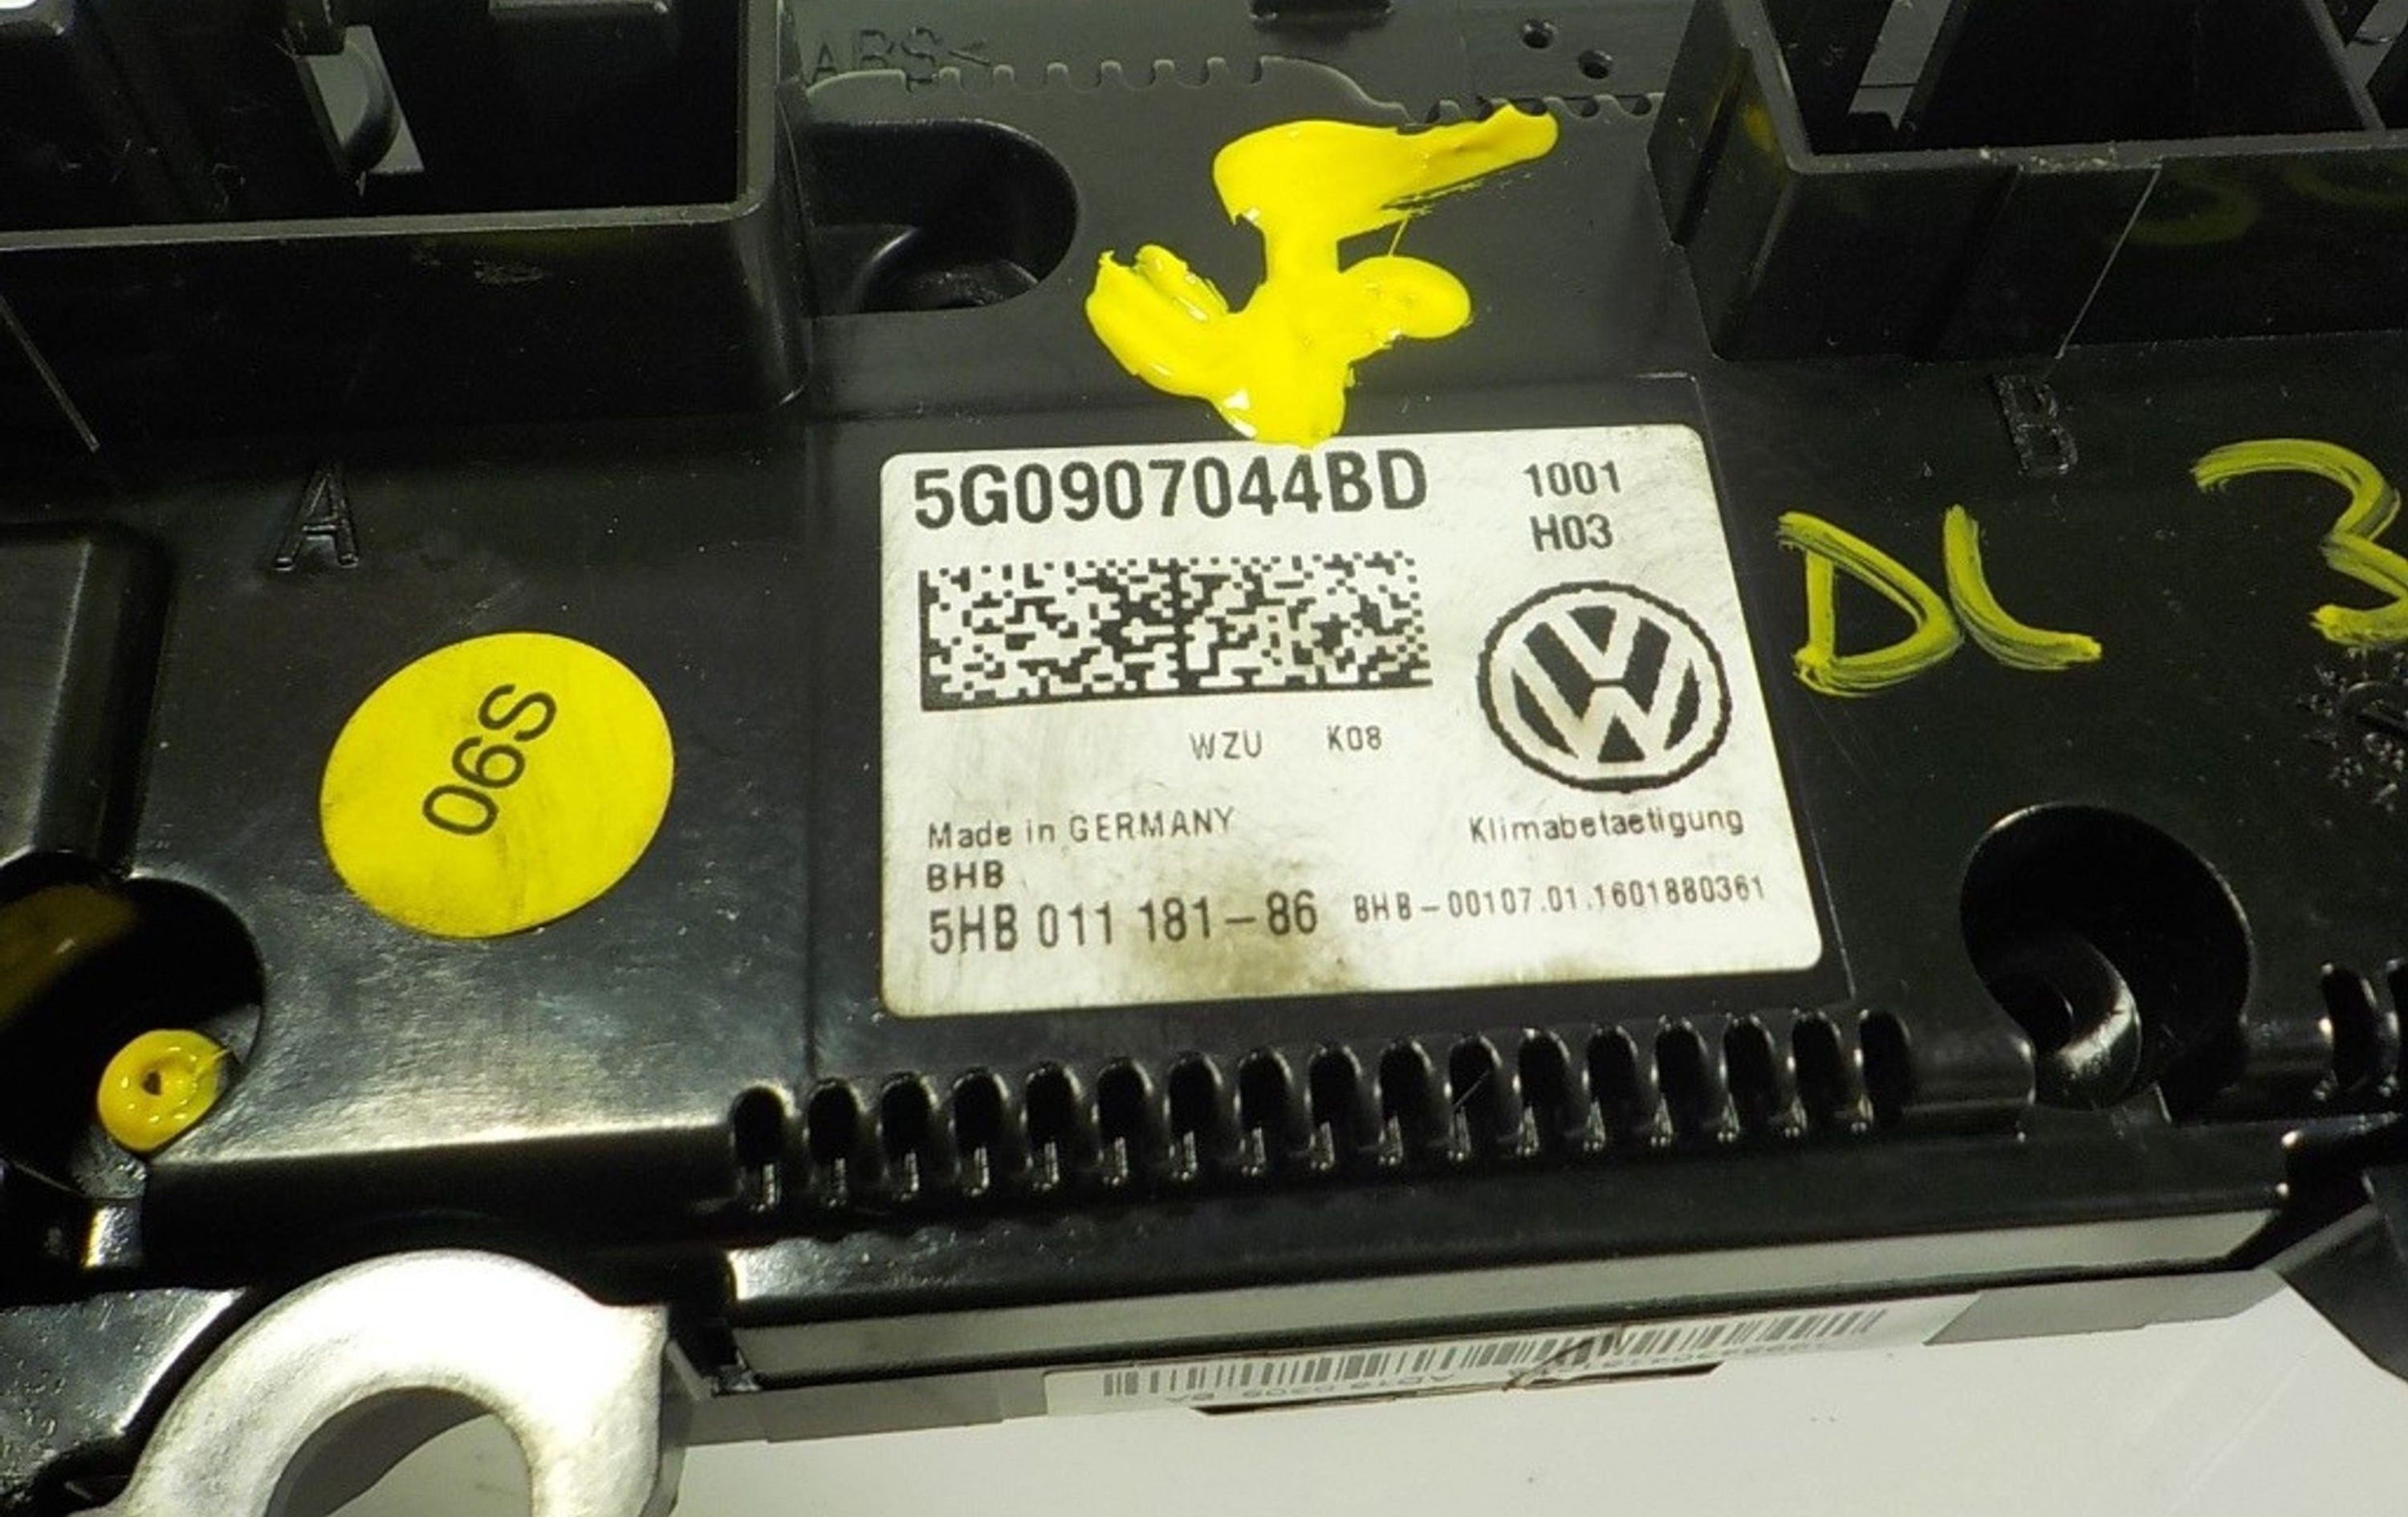 ABS<
5G0907044BD
1001
H03
WZU K08
Made in GERMANY
Klimabetaetigung
BHB
5HB 011 181-86
BHB-00107.01.1601880361
A
B
06S
DL 3